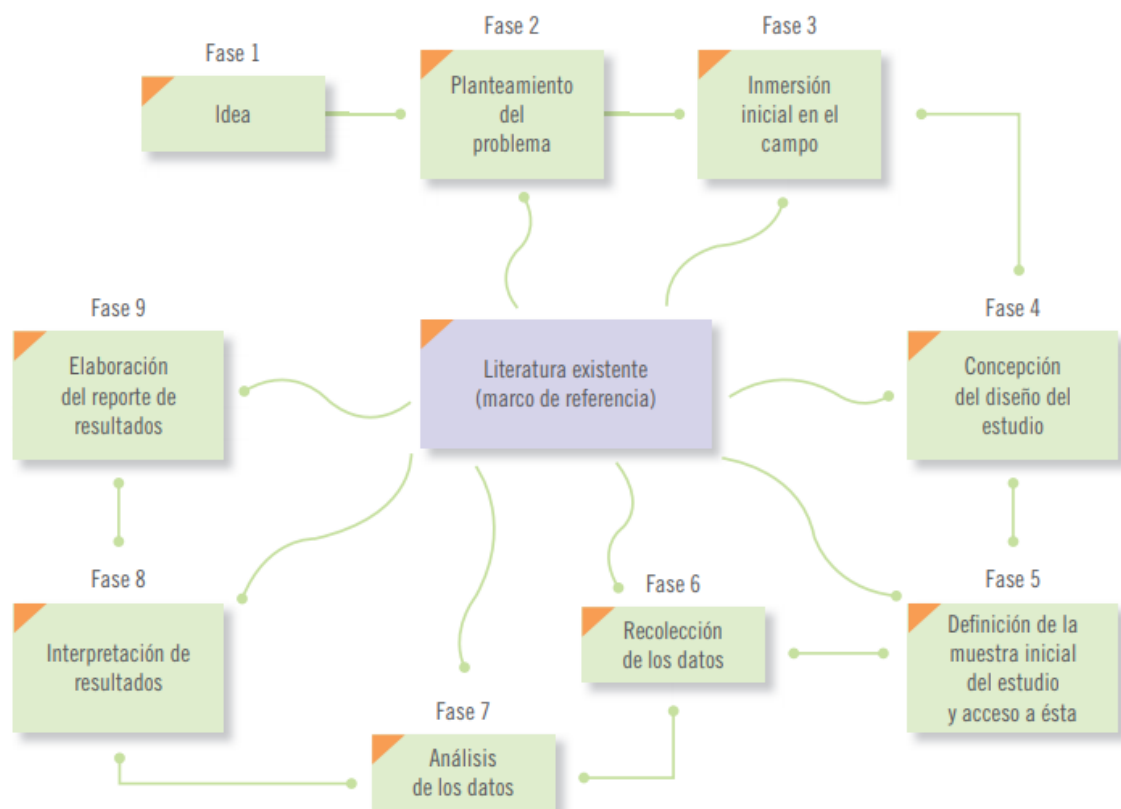 Fase 1
Idea
Fase 2
Planteamiento
del
problema
Fase 3
Inmersión
inicial en el
campo
Fase 9
Elaboración
del reporte de
resultados
Literatura existente
(marco de referencia)
Fase 4
Concepción
del diseño del
estudio
Fase 8
Interpretación de
resultados
Fase 7
Análisis
de los datos
Fase 6
Recolección
de los datos
Fase 5
Definición de la
muestra inicial
del estudio
y acceso a ésta